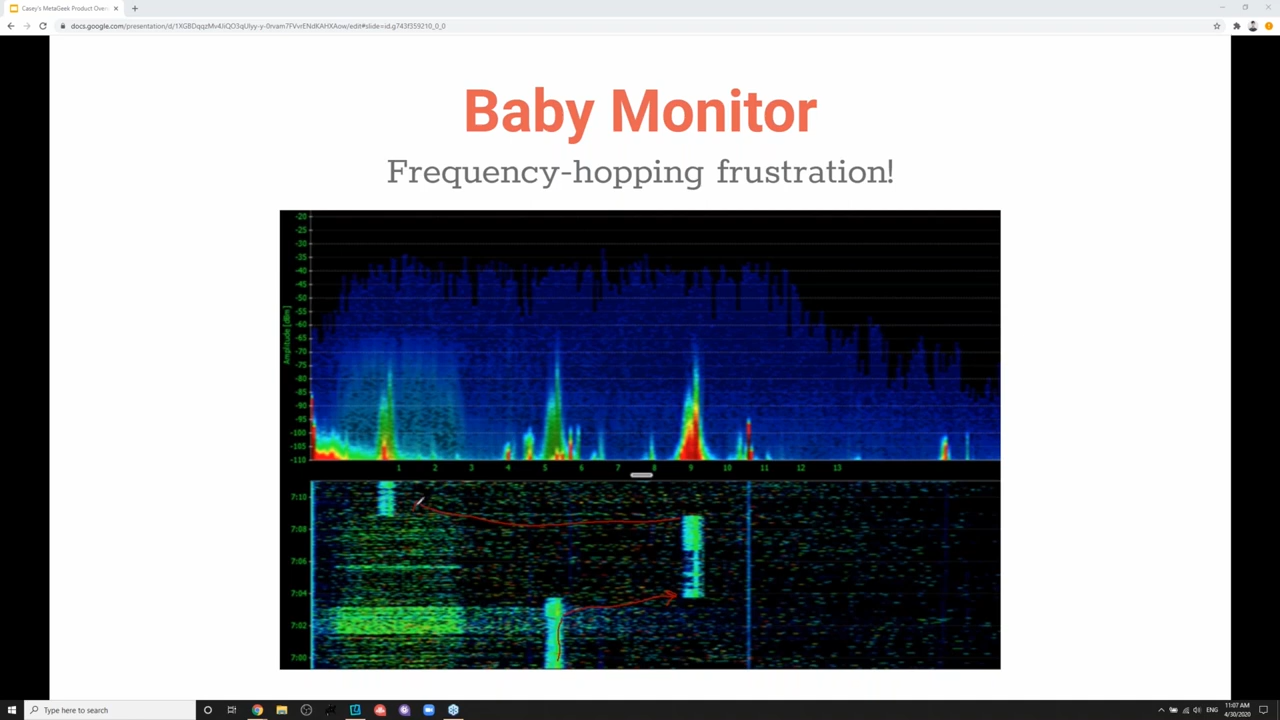 Casey's MetaGeek Product Ove
docs.google.com/presentation/d/1XGBDqqzMv4JiQO3qUIyy-y-0rvam7FVvrENdKAHXAow/edit#slide=id.g743f359210_0_0
Baby Monitor
Frequency-hopping frustration!
Amplitude [dBm]
-20
-25
-30
-35
-40
-45
-50
-55
-60
-65
-70
-75
-80
-85
-90
-95
-100
-105
-110
1 2 3 4 5 6 7 8 9 10 11 12 13
7:10
7:08
7:06
7:04
7:02
7:00
Type here to search
ENG
11:07 AM
4/30/2020